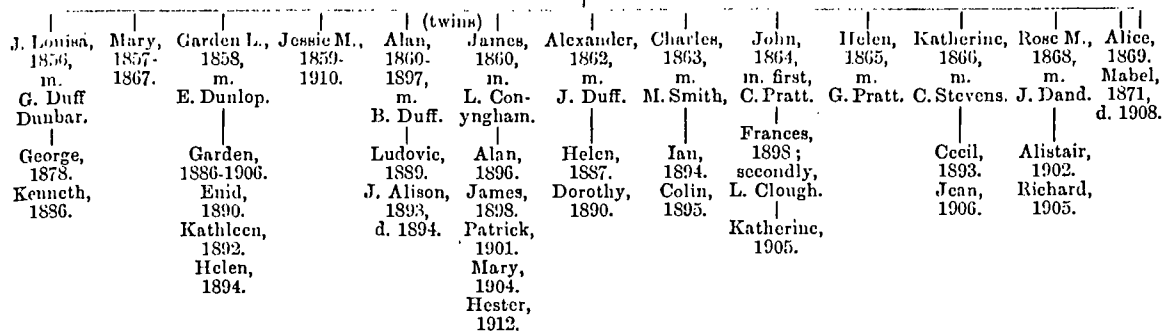 (twins)
J. Louisa,
1856,
m.
G. Duff
Dunbar.
George,
1878.
Kenneth,
1886.
Mary,
1857-
1867.
Garden L.,
1858,
m.
E. Dunlop.
Garden,
1886-1906.
Enid,
1890.
Kathleen,
1892.
Helen,
1894.
Jessie M.,
1859-
1910.
Alan,
1860-
1897,
m.
B. Duff.
Ludovic,
1889.
J. Alison,
1893,
d. 1894.
James,
1860,
m.
L. Con-
yngham.
Alan,
1896.
James,
1898.
Patrick,
1901.
Mary,
1904.
Hester,
1912.
Alexander,
1862,
m.
J. Duff.
Helen,
1887.
Dorothy,
1890.
Charles,
1863,
m.
M. Smith,
Ian,
1894.
Colin,
1895.
John,
1864,
m. first,
C. Pratt.
Frances,
1898;
secondly,
L. Clough.
Katherine,
1905.
Helen,
1865,
m.
G. Pratt.
Katherine,
1866,
m.
C. Stevens.
Cecil,
1893.
Jean,
1906.
Rose M.,
1868,
m.
J. Dand.
Alistair,
1902.
Richard,
1905.
Alice,
1869.
Mabel,
1871,
d. 1908.